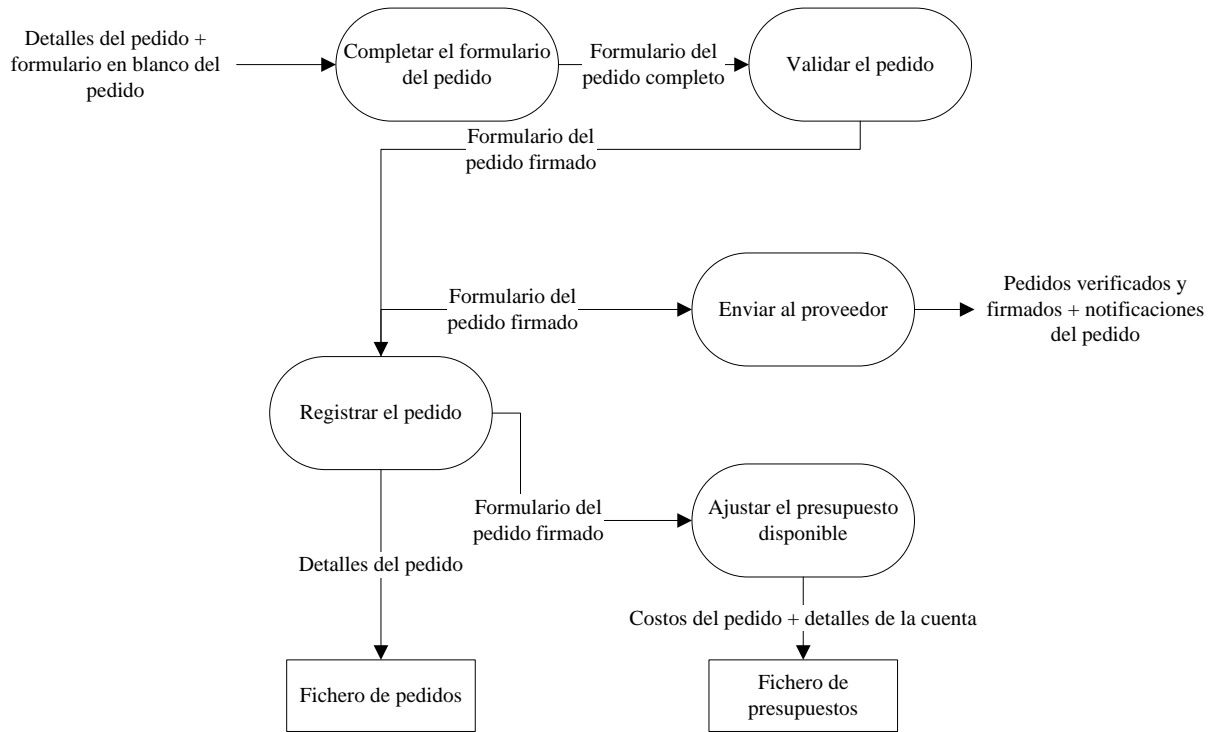 Detalles del pedido +
formulario en blanco del
pedido
Completar el formulario
del pedido
Formulario del
pedido completo
Validar el pedido
Formulario del
pedido firmado
Formulario del
pedido firmado
Enviar al proveedor
Pedidos verificados y
firmados + notificaciones
del pedido
Registrar el pedido
Formulario del
pedido firmado
Ajustar el presupuesto
disponible
Detalles del pedido
Costos del pedido + detalles de la cuenta
Fichero de pedidos
Fichero de
presupuestos